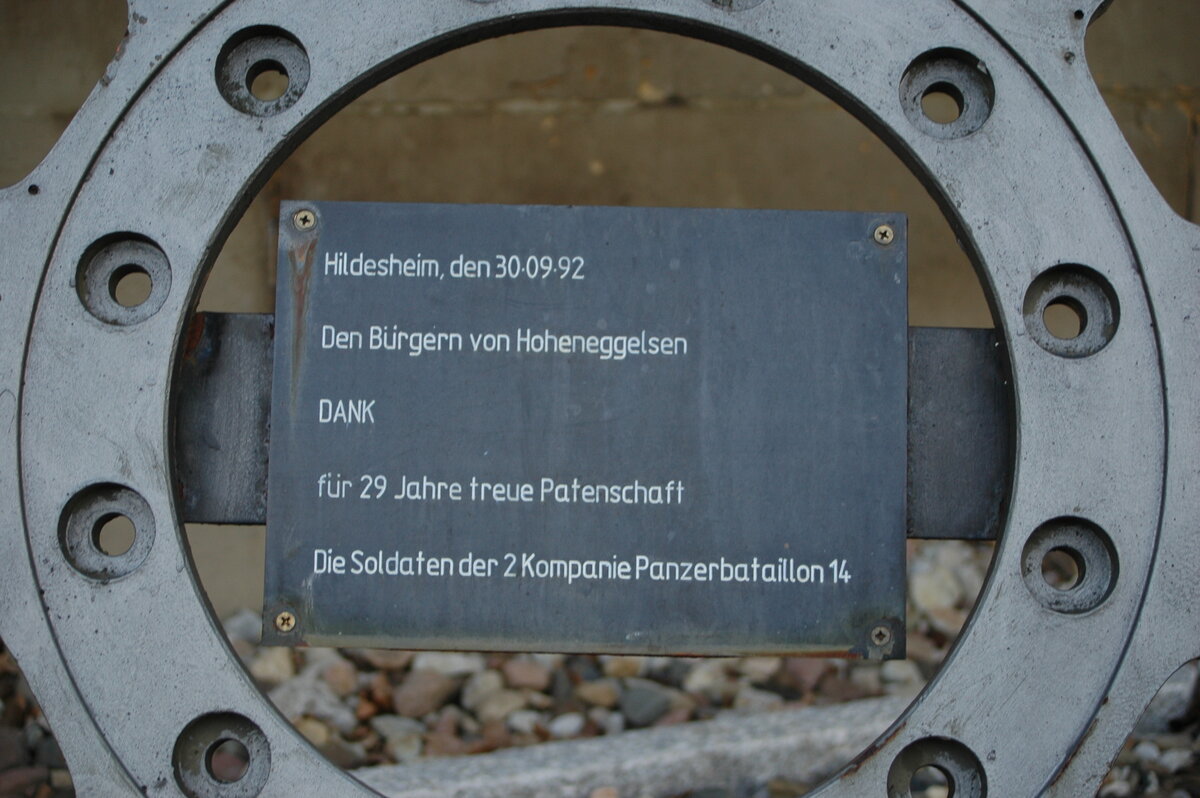 Hildesheim, den 30·09·92
Den Bürgern von Hoheneggelsen
DANK
für 29 Jahre treue Patenschaft
Die Soldaten der 2 Kompanie Panzerbataillon 14